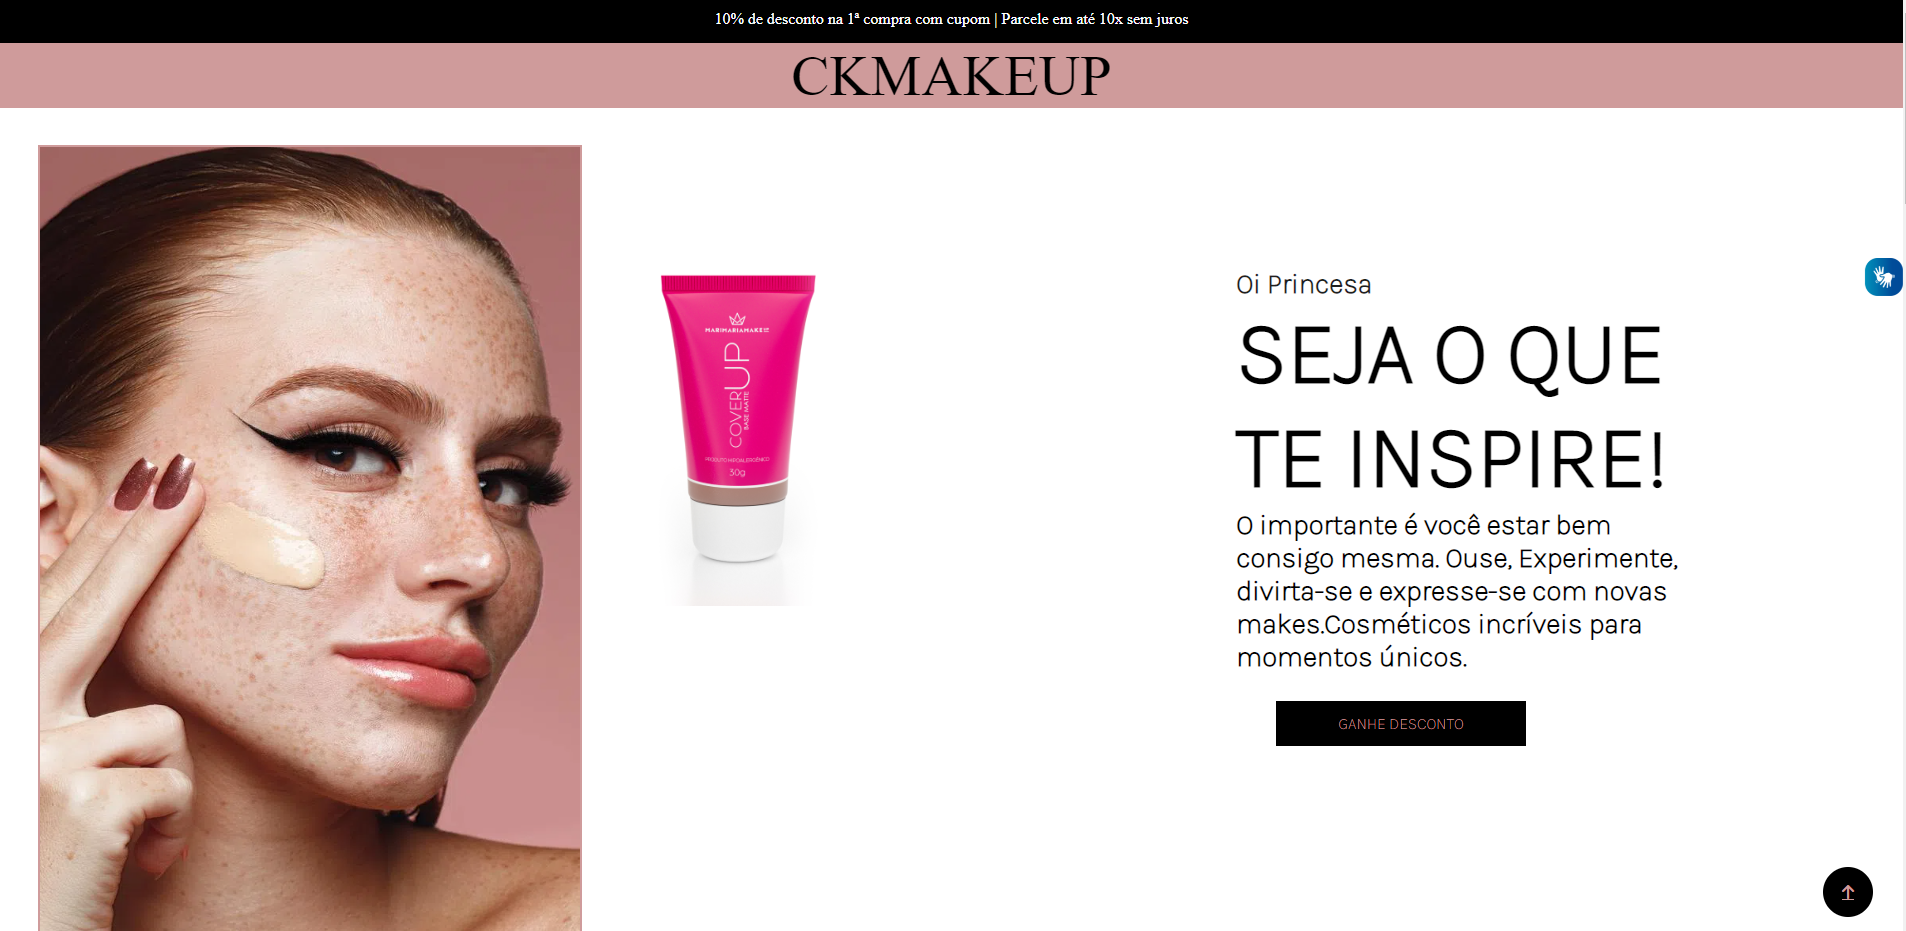 10% de desconto na 1ª compra com cupom | Parcele em até 10x sem juros
CKMAKEUP
MARIMARIAMAKEUP
COVERUP
BASE MATTE
PRODUTO HIPOALERGÊNICO
30g
Oi Princesa
SEJA O QUE
TE INSPIRE!
O importante é você estar bem
consigo mesma. Ouse, Experimente,
divirta-se e expresse-se com novas
makes.Cosméticos incríveis para
momentos únicos.
GANHE DESCONTO